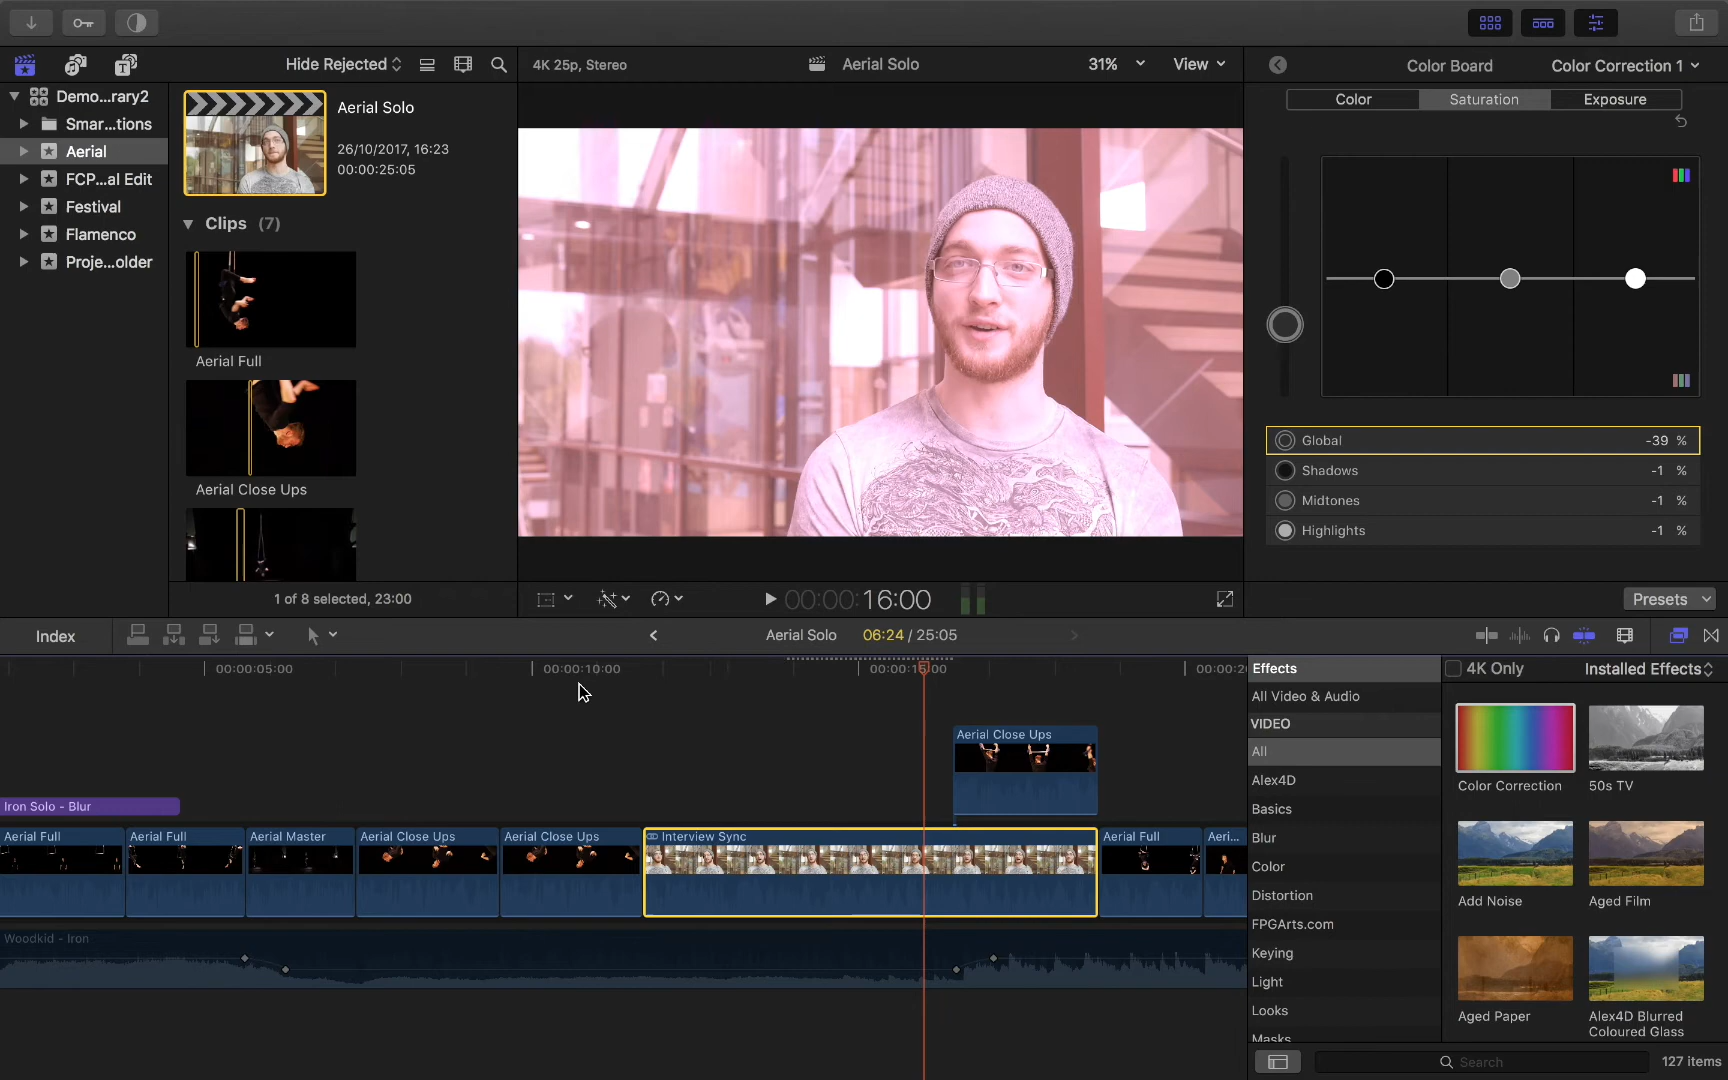 Hide Rejected
4K 25p, Stereo
Aerial Solo
31%
View
Color Board
Color Correction 1
Demo...rary2
Smar...tions
Aerial
FCP...al Edit
Festival
Flamenco
Proje...older
Aerial Solo
26/10/2017, 16:23
00:00:25:05
Clips (7)
Aerial Full
Aerial Close Ups
1 of 8 selected, 23:00
Color
Saturation
Exposure
Global -39 %
Shadows -1 %
Midtones -1 %
Highlights -1 %
00:00:16:00
Presets
Index
Aerial Solo
06:24 / 25:05
00:00:05:00
00:00:10:00
00:00:15:00
00:00:2
Aerial Close Ups
Iron Solo - Blur
Aerial Full
Aerial Full
Aerial Master
Aerial Close Ups
Aerial Close Ups
Interview Sync
Aerial Full
Aeri...
Woodkid - Iron
Effects
4K Only
Installed Effects
All Video & Audio
VIDEO
All
Alex4D
Basics
Blur
Color
Distortion
FPGArts.com
Keying
Light
Looks
Masks
Color Correction
50s TV
Add Noise
Aged Film
Aged Paper
Alex4D Blurred
Coloured Glass
Search
127 items